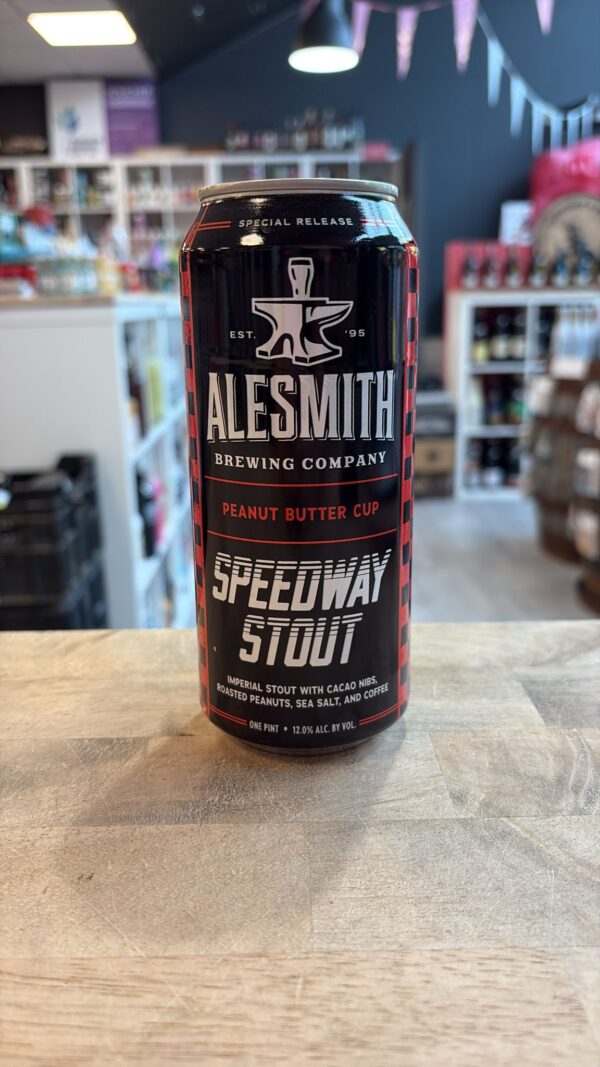 SPECIAL RELEASE
EST. '95
ALESMITH
BREWING COMPANY
PEANUT BUTTER CUP
SPEEDWAY
STOUT
IMPERIAL STOUT WITH CACAO NIBS,
ROASTED PEANUTS, SEA SALT, AND COFFEE
ONE PINT • 12.0% ALC. BY VOL.